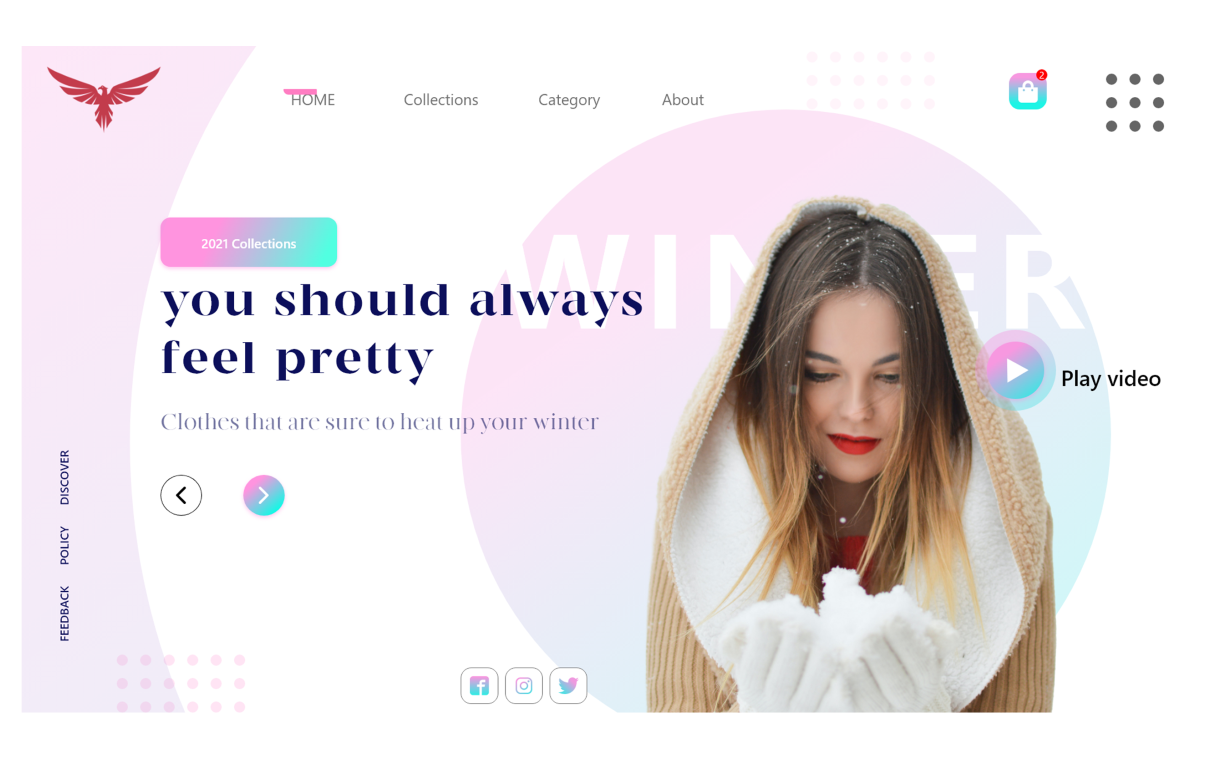 HOME Collections Category About
2
2021 Collections
WINTER
you should always
feel pretty
Play video
Clothes that are sure to heat up your winter
DISCOVER
POLICY
FEEDBACK